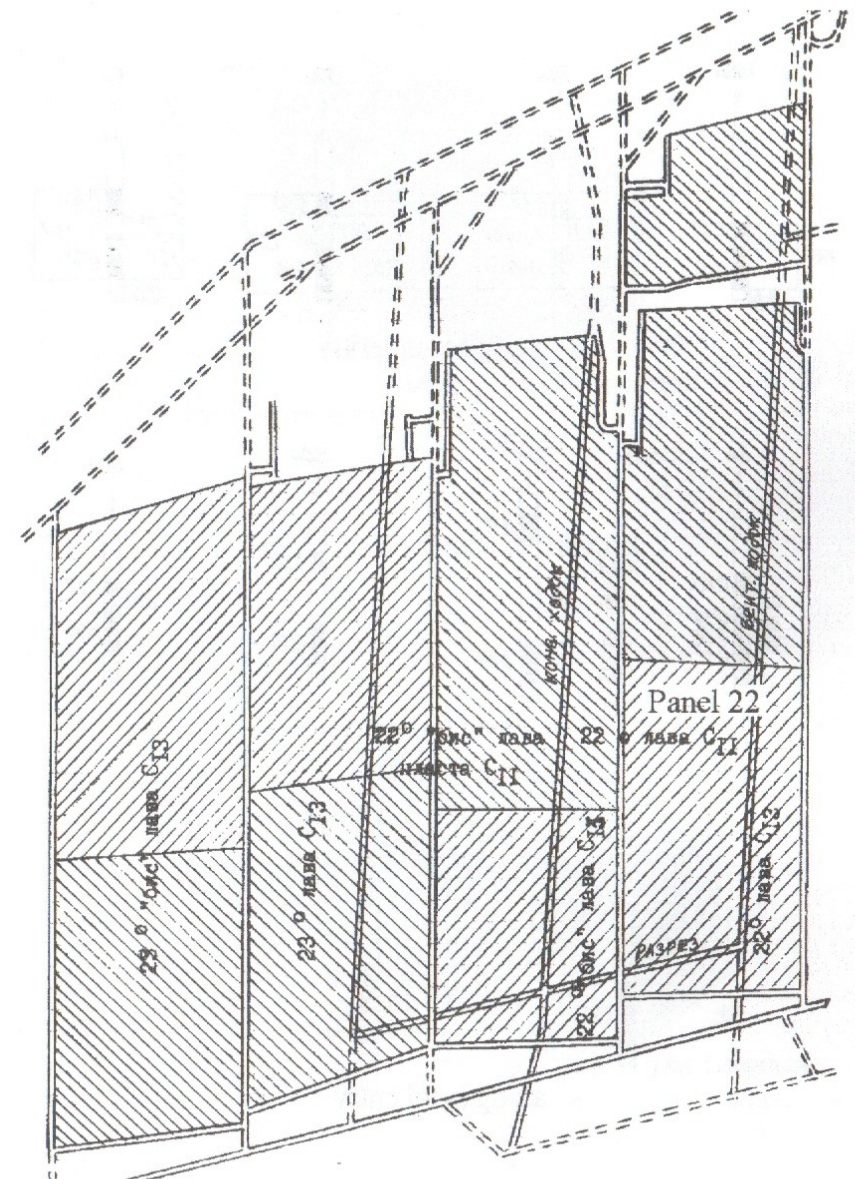 конв. ходок
вент. ходок
Panel 22
22° "бис" лава
пласта C₁₁
22 ° лава C₁₁
23 ° "бис" лава C₁₃
23 ° лава C₁₃
22 ° "бис" лава C₁₃
22° лава C₁₃
РАЗРЕЗ